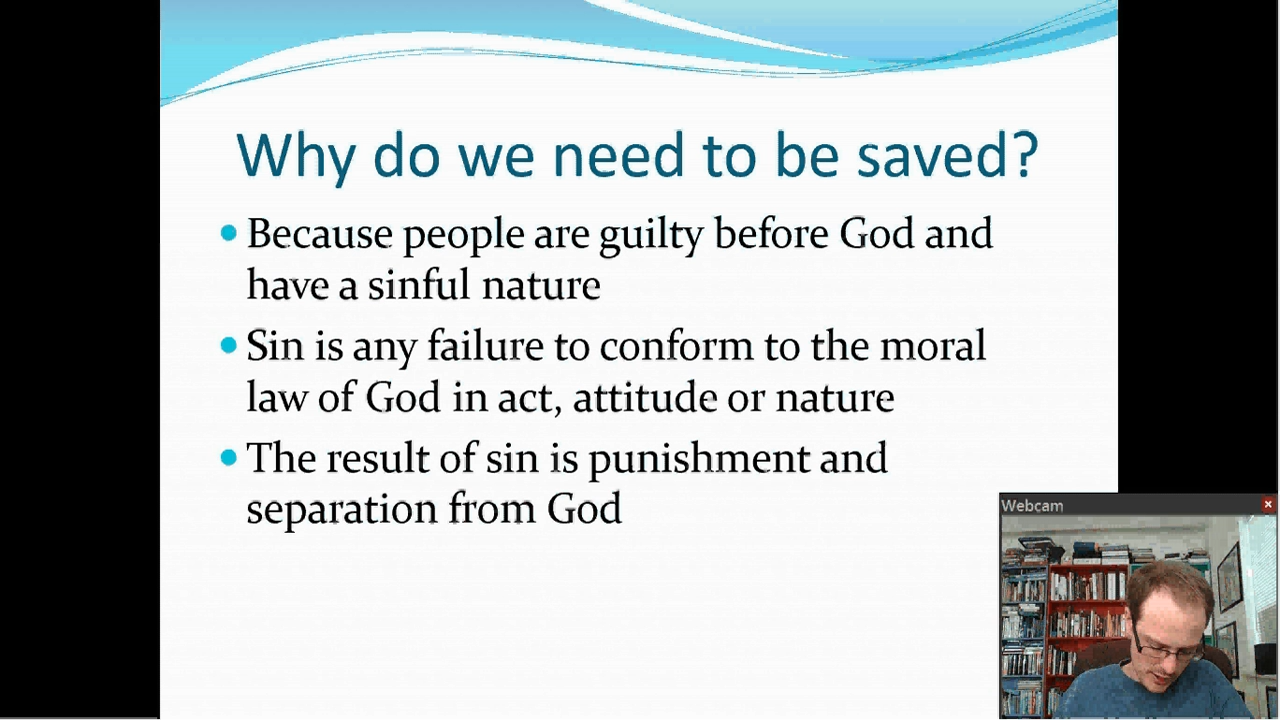 Why do we need to be saved?
• Because people are guilty before God and
have a sinful nature
• Sin is any failure to conform to the moral
law of God in act, attitude or nature
• The result of sin is punishment and
separation from God
Webcam